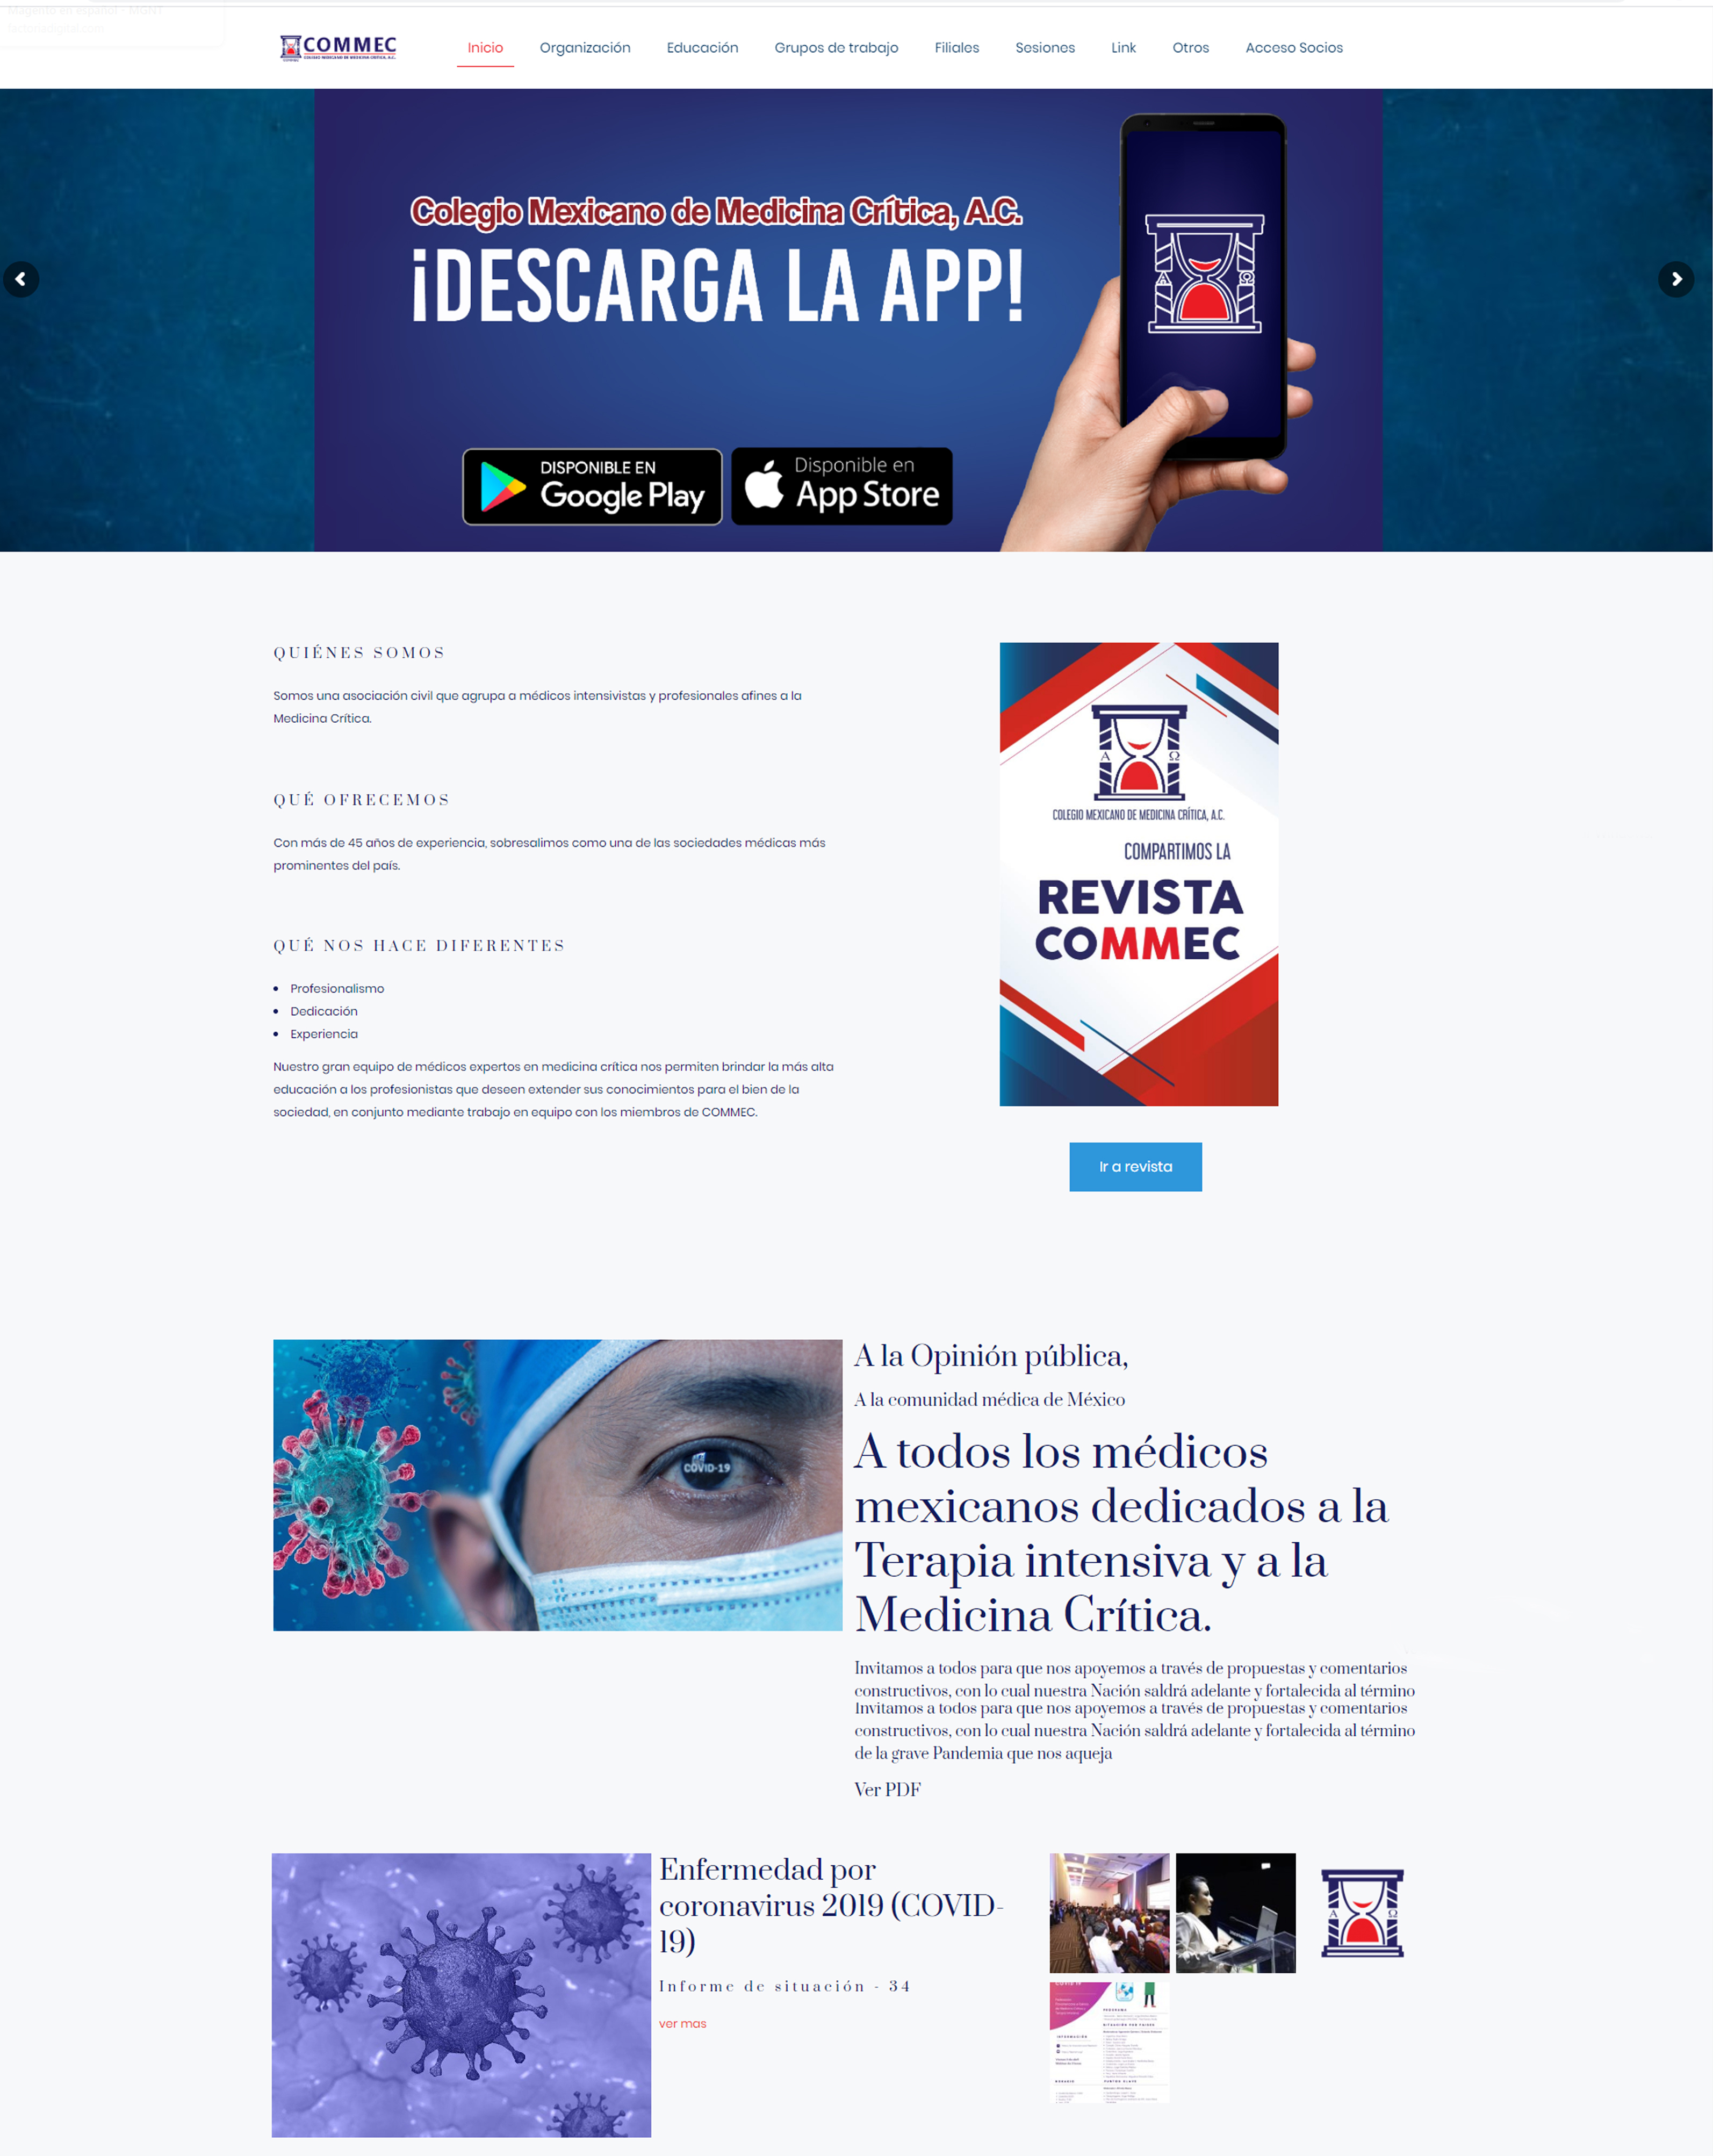 Magento en español - MGNT
COMMEC
COLEGIO MEXICANO DE MEDICINA CRÍTICA, A.C.
Inicio
Organización
Educación
Grupos de trabajo
Filiales
Sesiones
Link
Otros
Acceso Socios
Colegio Mexicano de Medicina Crítica, A.C.
¡DESCARGA LA APP!
Α Ω
DISPONIBLE EN
Google Play
Disponible en
App Store
QUIÉNES SOMOS
Somos una asociación civil que agrupa a médicos intensivistas y profesionales afines a la
Medicina Crítica.
QUÉ OFRECEMOS
Con más de 45 años de experiencia, sobresalimos como una de las sociedades médicas más
prominentes del país.
QUÉ NOS HACE DIFERENTES
Profesionalismo
Dedicación
Experiencia
Nuestro gran equipo de médicos expertos en medicina crítica nos permiten brindar la más alta
educación a los profesionistas que deseen extender sus conocimientos para el bien de la
sociedad, en conjunto mediante trabajo en equipo con los miembros de COMMEC.
Α Ω
COLEGIO MEXICANO DE MEDICINA CRÍTICA, A.C.
COMPARTIMOS LA
REVISTA
COMMEC
Ir a revista
COVID-19
A la Opinión pública,
A la comunidad médica de México
A todos los médicos
mexicanos dedicados a la
Terapia intensiva y a la
Medicina Crítica.
Invitamos a todos para que nos apoyemos a través de propuestas y comentarios
constructivos, con lo cual nuestra Nación saldrá adelante y fortalecida al término
Invitamos a todos para que nos apoyemos a través de propuestas y comentarios
constructivos, con lo cual nuestra Nación saldrá adelante y fortalecida al término
de la grave Pandemia que nos aqueja
Ver PDF
Enfermedad por
coronavirus 2019 (COVID-
19)
Informe de situación - 34
ver mas
Α Ω
PROGRAMA
SITUACIÓN POR PAISES
INFORMACIÓN